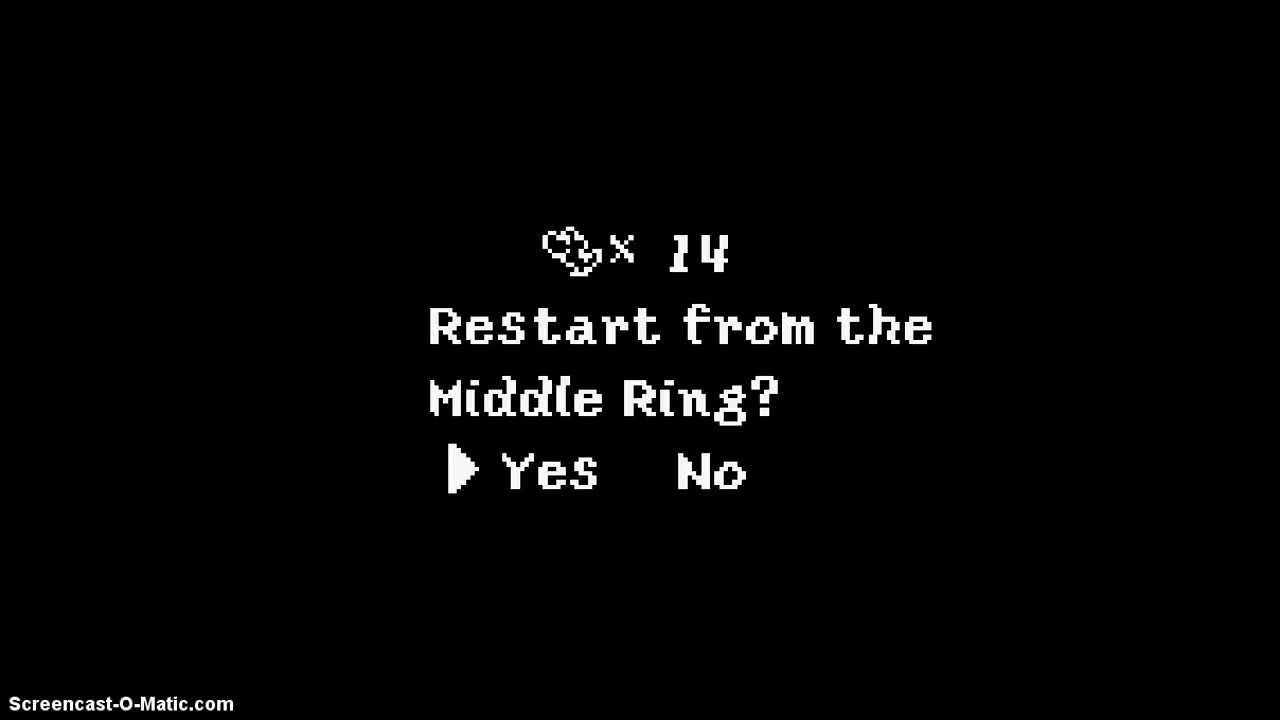 x 14
Restart from the
Middle Ring?
Yes No
Screencast-O-Matic.com